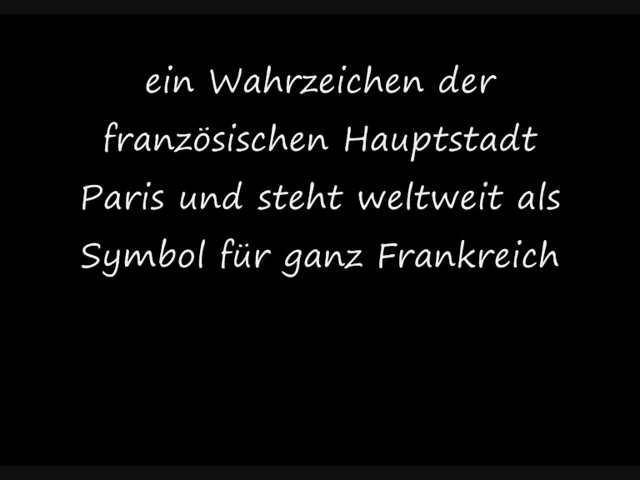 ein Wahrzeichen der
französischen Hauptstadt
Paris und steht weltweit als
Symbol für ganz Frankreich